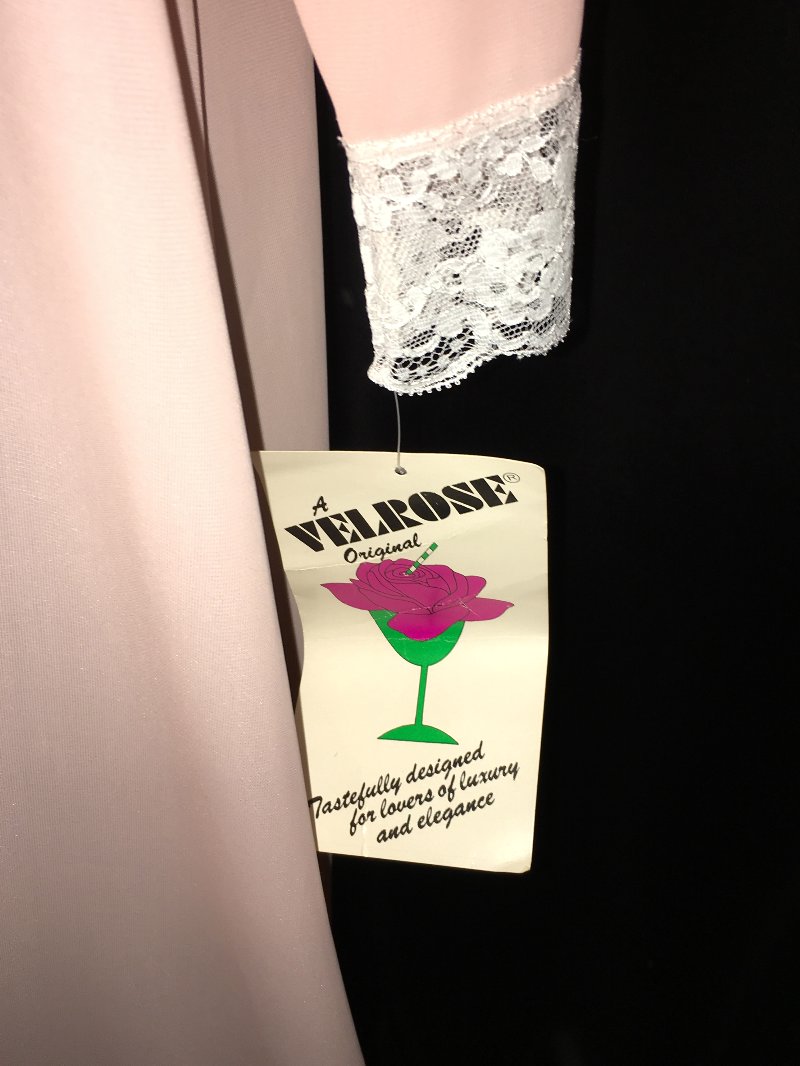 A
VELROSE®
Original
Tastefully designed
for lovers of luxury
and elegance